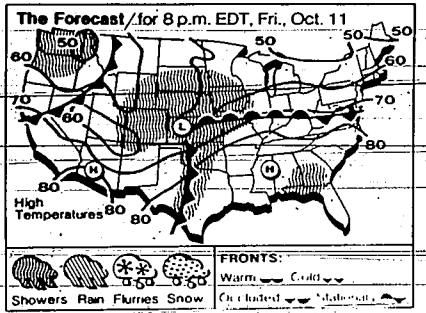 The Forecast / for 8 p.m. EDT, Fri., Oct. 11
50
50
50
60
60
70
60
70
L
80
H
H
80
80
80
80
High
Temperatures
Showers Rain Flurries Snow
FRONTS:
Warm Cold
Occluded Stationary